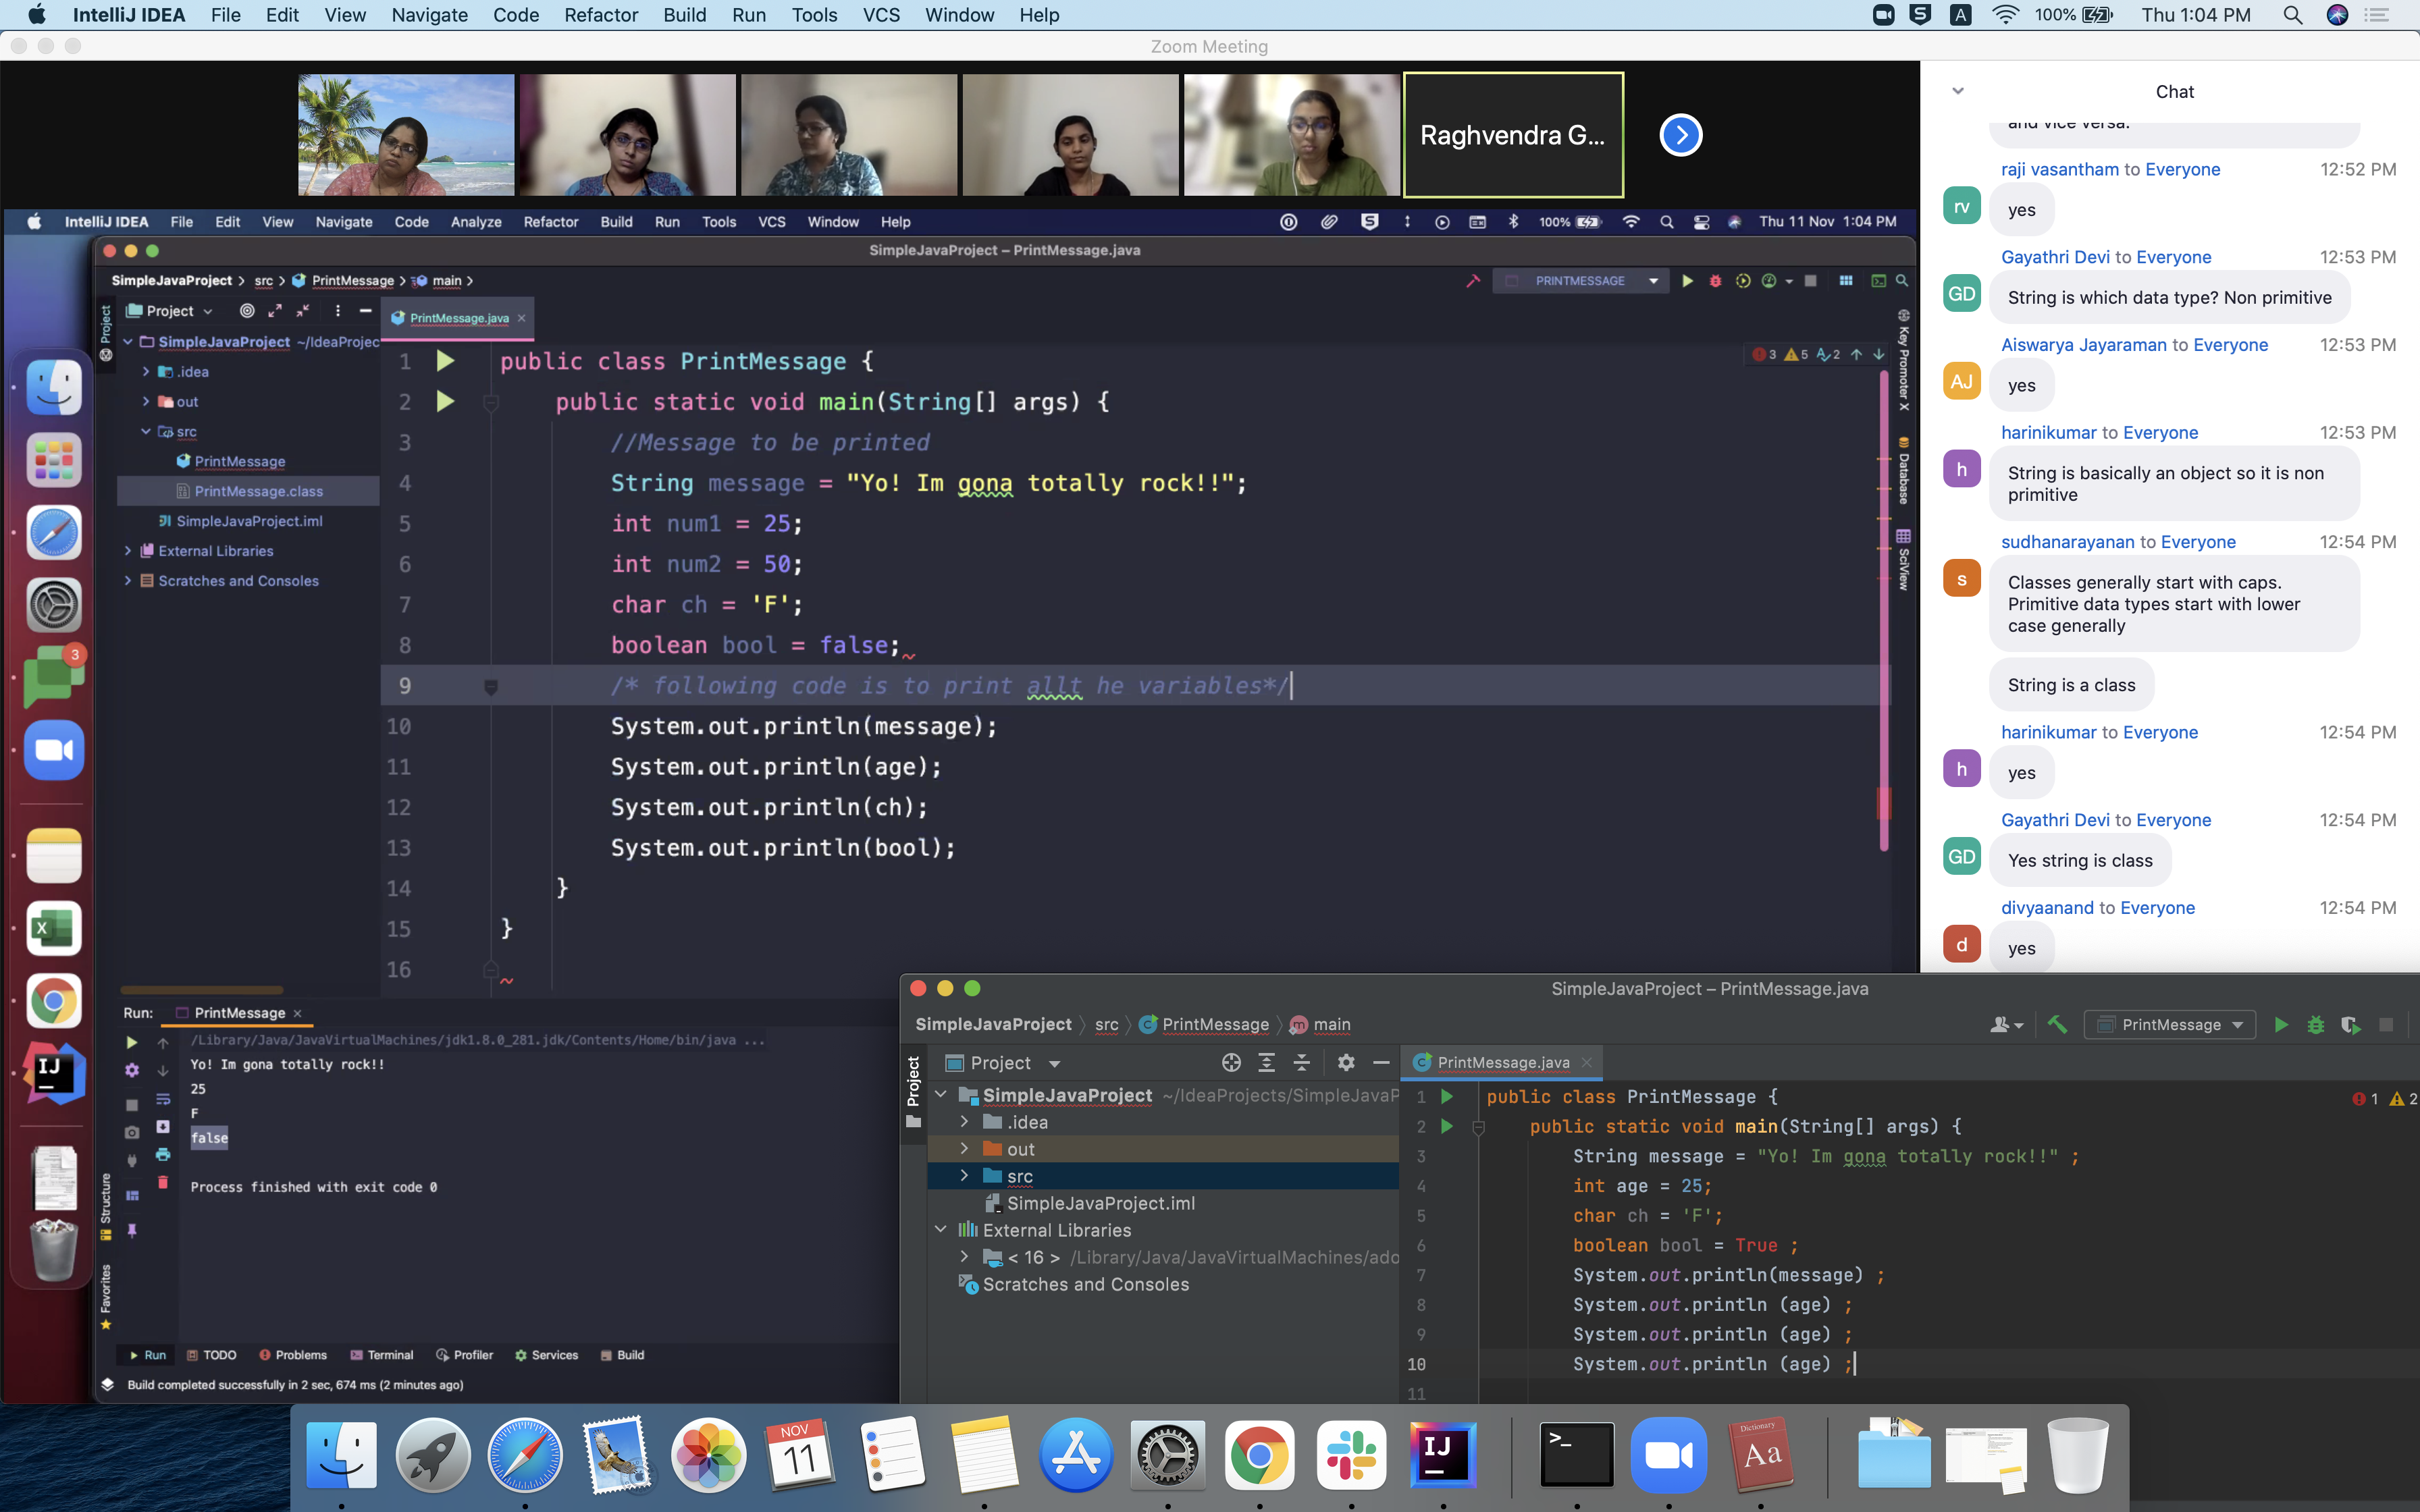 IntelliJ IDEA File Edit View Navigate Code Refactor Build Run Tools VCS Window Help 100% Thu 1:04 PM
Zoom Meeting
Raghvendra G...
IntelliJ IDEA File Edit View Navigate Code Analyze Refactor Build Run Tools VCS Window Help 100% Thu 11 Nov 1:04 PM
SimpleJavaProject – PrintMessage.java
SimpleJavaProject src PrintMessage main PRINTMESSAGE
Project
Project
PrintMessage.java
SimpleJavaProject ~/IdeaProjec
.idea
out
src
PrintMessage
PrintMessage.class
SimpleJavaProject.iml
External Libraries
Scratches and Consoles
3 5 2
1 public class PrintMessage {
2 public static void main(String[] args) {
3 //Message to be printed
4 String message = "Yo! Im gona totally rock!!";
5 int num1 = 25;
6 int num2 = 50;
7 char ch = 'F';
8 boolean bool = false;
9 /* following code is to print allt he variables*/
10 System.out.println(message);
11 System.out.println(age);
12 System.out.println(ch);
13 System.out.println(bool);
14 }
15 }
16
Key Promoter X
Database
SciView
3
Run: PrintMessage
/Library/Java/JavaVirtualMachines/jdk1.8.0_281.jdk/Contents/Home/bin/java ...
Yo! Im gona totally rock!!
25
F
false
Process finished with exit code 0
Structure
Favorites
Run TODO Problems Terminal Profiler Services Build
Build completed successfully in 2 sec, 674 ms (2 minutes ago)
Chat
and vice versa.
raji vasantham to Everyone 12:52 PM
rv
yes
Gayathri Devi to Everyone 12:53 PM
GD
String is which data type? Non primitive
Aiswarya Jayaraman to Everyone 12:53 PM
AJ
yes
harinikumar to Everyone 12:53 PM
h
String is basically an object so it is non
primitive
sudhanarayanan to Everyone 12:54 PM
s
Classes generally start with caps.
Primitive data types start with lower
case generally
String is a class
harinikumar to Everyone 12:54 PM
h
yes
Gayathri Devi to Everyone 12:54 PM
GD
Yes string is class
divyaanand to Everyone 12:54 PM
d
yes
SimpleJavaProject – PrintMessage.java
SimpleJavaProject src PrintMessage main PrintMessage
Project
Project
PrintMessage.java
SimpleJavaProject ~/IdeaProjects/SimpleJavaP
.idea
out
src
SimpleJavaProject.iml
External Libraries
< 16 > /Library/Java/JavaVirtualMachines/ado
Scratches and Consoles
1 2
1 public class PrintMessage {
2 public static void main(String[] args) {
3 String message = "Yo! Im gona totally rock!!" ;
4 int age = 25;
5 char ch = 'F';
6 boolean bool = True ;
7 System.out.println(message) ;
8 System.out.println (age) ;
9 System.out.println (age) ;
10 System.out.println (age) ;
11
NOV
11
IJ
>_
Dictionary
Aa